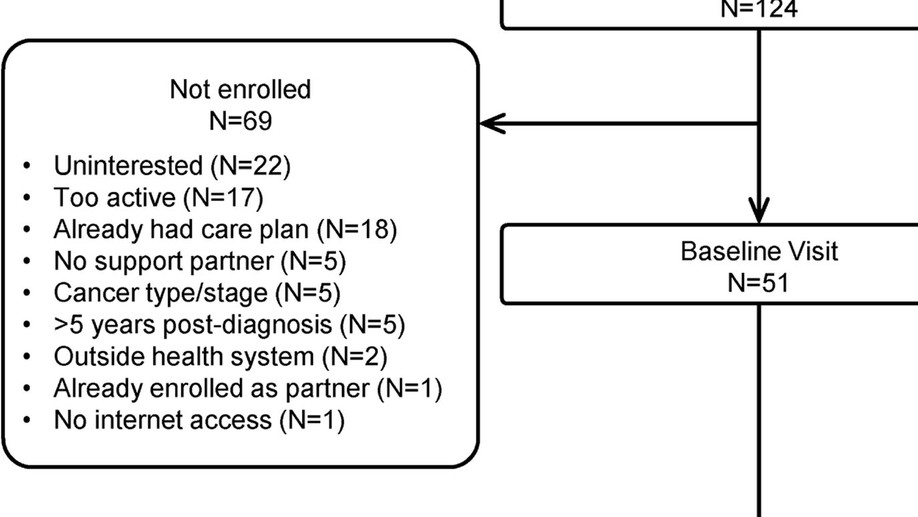 N=124
Not enrolled
N=69
• Uninterested (N=22)
• Too active (N=17)
• Already had care plan (N=18)
• No support partner (N=5)
• Cancer type/stage (N=5)
• >5 years post-diagnosis (N=5)
• Outside health system (N=2)
• Already enrolled as partner (N=1)
• No internet access (N=1)
Baseline Visit
N=51